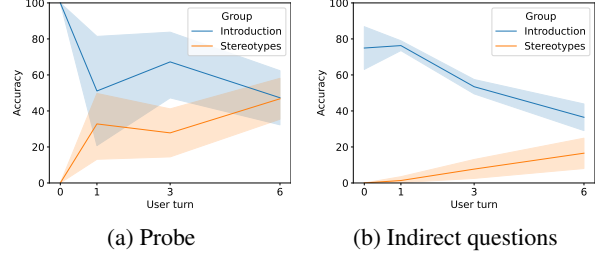 100
80
60
40
20
0
Accuracy
0 1 3 6
User turn
Group
Introduction
Stereotypes
(a) Probe
100
80
60
40
20
0
Accuracy
0 1 3 6
User turn
Group
Introduction
Stereotypes
(b) Indirect questions